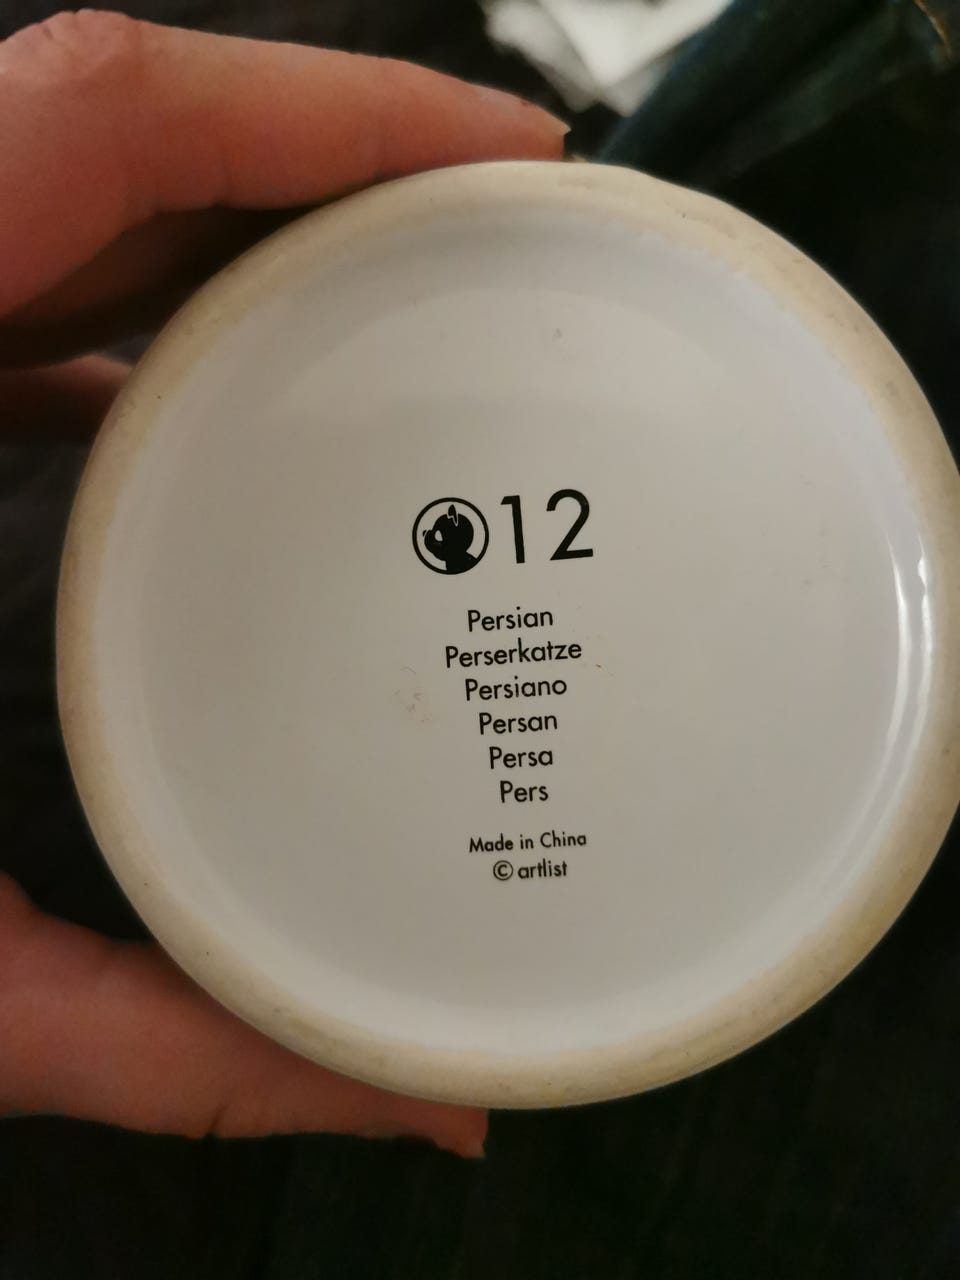 12
Persian
Perserkatze
Persiano
Persan
Persa
Pers
Made in China
© artlist